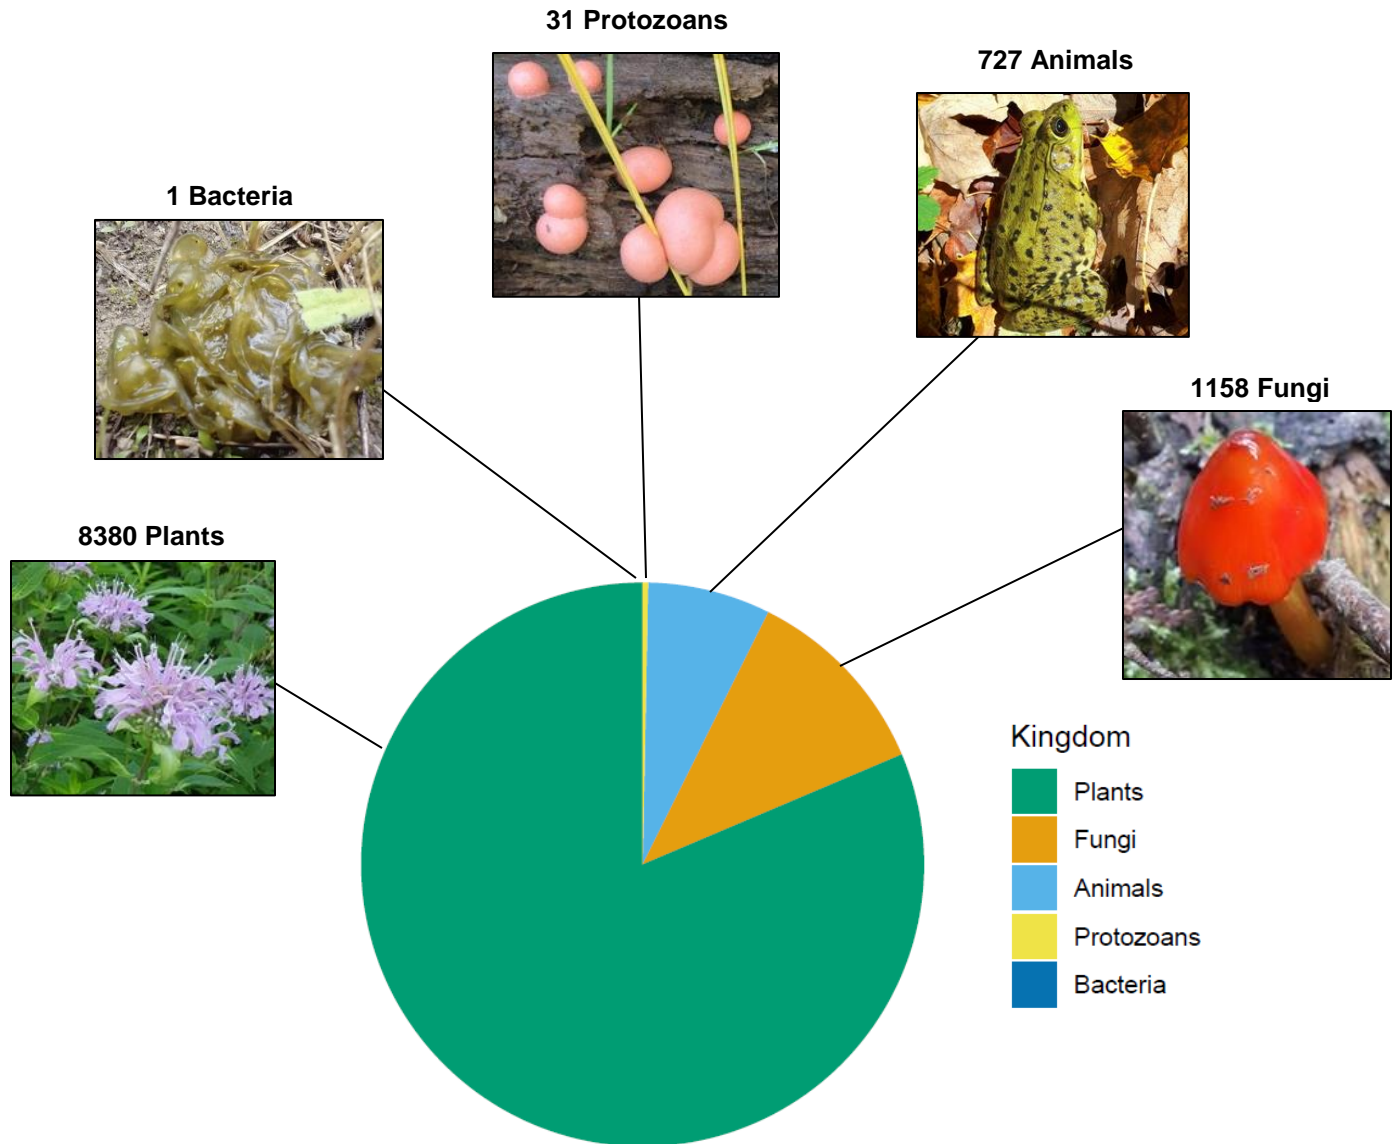 31 Protozoans
727 Animals
1 Bacteria
1158 Fungi
8380 Plants
Kingdom
Plants
Fungi
Animals
Protozoans
Bacteria